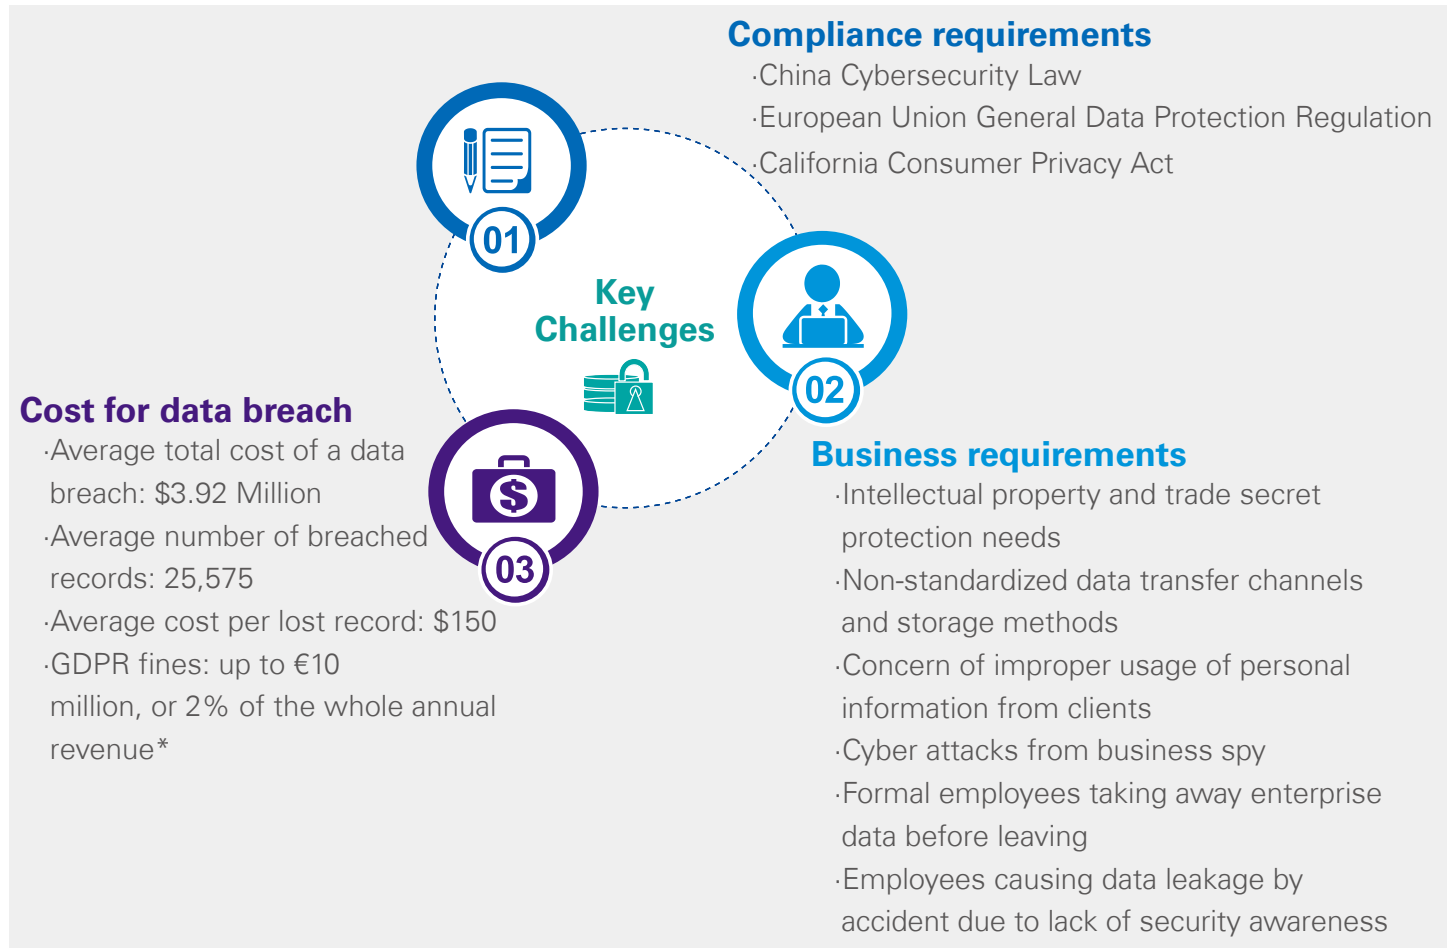 Compliance requirements
·China Cybersecurity Law
·European Union General Data Protection Regulation
·California Consumer Privacy Act
01
Key
Challenges
02
Business requirements
·Intellectual property and trade secret
protection needs
·Non-standardized data transfer channels
and storage methods
·Concern of improper usage of personal
information from clients
·Cyber attacks from business spy
·Formal employees taking away enterprise
data before leaving
·Employees causing data leakage by
accident due to lack of security awareness
Cost for data breach
·Average total cost of a data
breach: $3.92 Million
·Average number of breached
records: 25,575
·Average cost per lost record: $150
·GDPR fines: up to €10
million, or 2% of the whole annual
revenue*
$
03